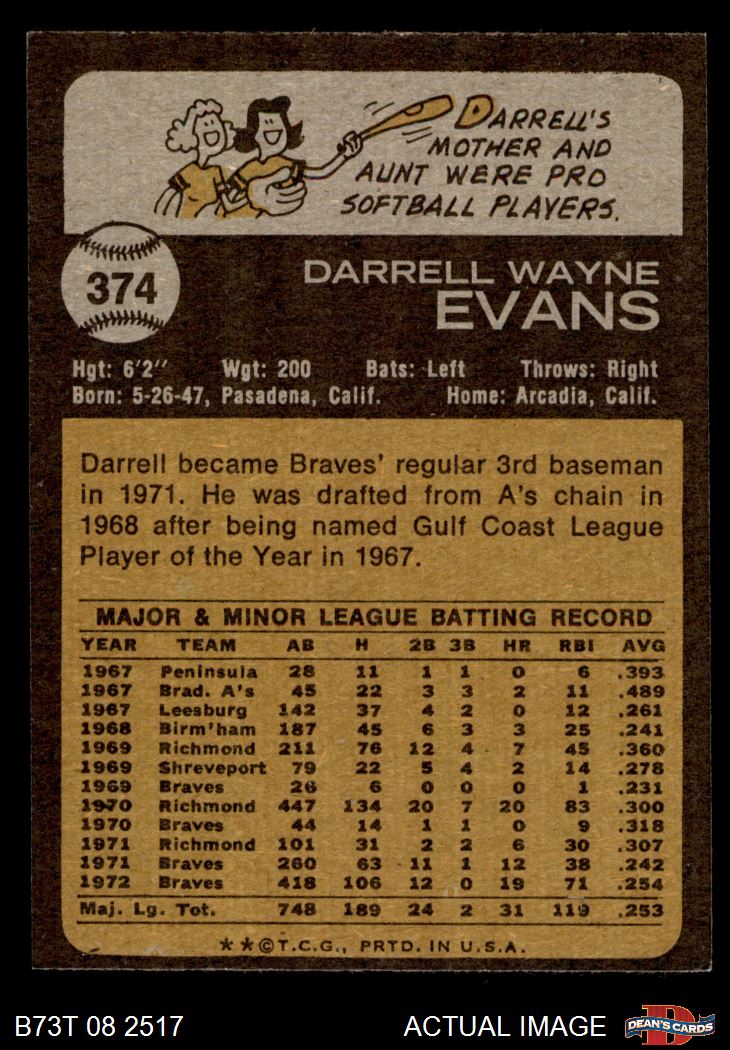 DARRELL'S
MOTHER AND
AUNT WERE PRO
SOFTBALL PLAYERS.
374
DARRELL WAYNE
EVANS
Hgt: 6'2" Wgt: 200 Bats: Left Throws: Right
Born: 5-26-47, Pasadena, Calif. Home: Arcadia, Calif.
Darrell became Braves' regular 3rd baseman
in 1971. He was drafted from A's chain in
1968 after being named Gulf Coast League
Player of the Year in 1967.
MAJOR & MINOR LEAGUE BATTING RECORD
YEAR TEAM AB H 2B 3B HR RBI AVG
1967 Peninsula 28 11 1 1 0 6 .393
1967 Brad. A's 45 22 3 3 2 11 .489
1967 Leesburg 142 37 4 2 0 12 .261
1968 Birm'ham 187 45 6 3 3 25 .241
1969 Richmond 211 76 12 4 7 45 .360
1969 Shreveport 79 22 5 4 2 14 .278
1969 Braves 26 6 0 0 0 1 .231
1970 Richmond 447 134 20 7 20 83 .300
1970 Braves 44 14 1 1 0 9 .318
1971 Richmond 101 31 2 2 6 30 .307
1971 Braves 260 63 11 1 12 38 .242
1972 Braves 418 106 12 0 19 71 .254
Maj. Lg. Tot. 748 189 24 2 31 119 .253
**©T.C.G., PRTD. IN U.S.A.
B73T 08 2517 ACTUAL IMAGE DEAN'S CARDS